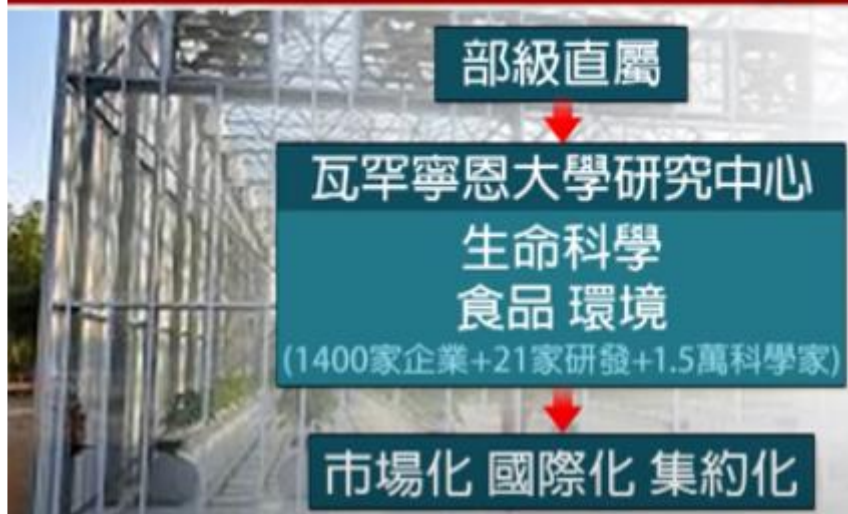 部級直屬
瓦罕寧恩大學研究中心
生命科學
食品 環境
(1400家企業+21家研發+1.5萬科學家)
市場化 國際化 集約化